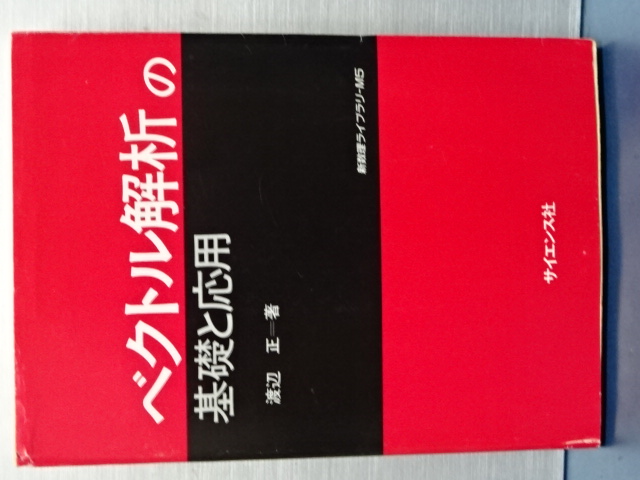 ベクトル解析の
基礎と応用
渡辺 正=著
新数理ライブラリ-M5
サイエンス社